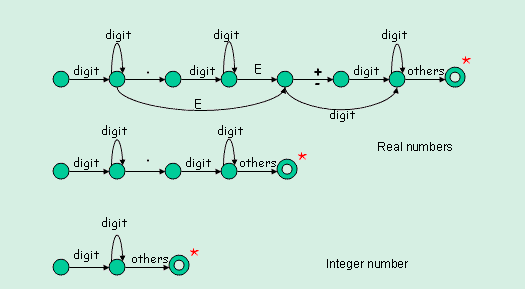 digit digit digit
digit . digit E + digit others *
-
E digit
Real numbers
digit digit
digit . digit others *
digit
digit others *
Integer number